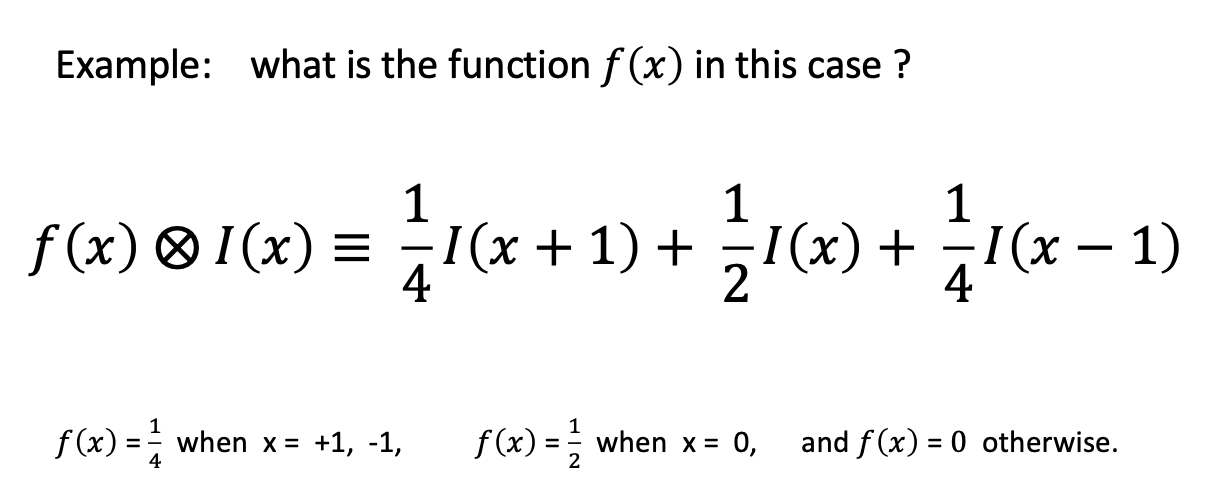 Example: what is the function f(x) in this case ?
f(x) ⊗ I(x) ≡ 1/4 I(x + 1) + 1/2 I(x) + 1/4 I(x − 1)
f(x) = 1/4 when x = +1, -1, f(x) = 1/2 when x = 0, and f(x) = 0 otherwise.